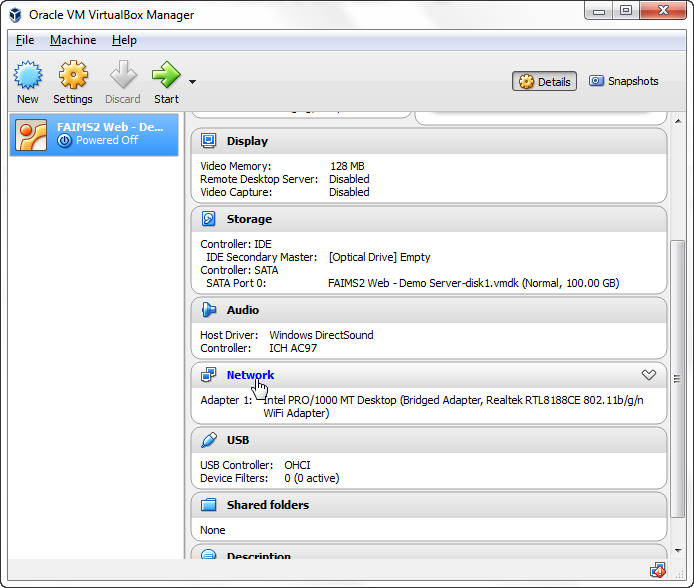 Oracle VM VirtualBox Manager
File Machine Help
New Settings Discard Start
Details Snapshots
FAIMS2 Web - De...
Powered Off
Display
Video Memory: 128 MB
Remote Desktop Server: Disabled
Video Capture: Disabled
Storage
Controller: IDE
IDE Secondary Master: [Optical Drive] Empty
Controller: SATA
SATA Port 0: FAIMS2 Web - Demo Server-disk1.vmdk (Normal, 100.00 GB)
Audio
Host Driver: Windows DirectSound
Controller: ICH AC97
Network
Adapter 1: Intel PRO/1000 MT Desktop (Bridged Adapter, Realtek RTL8188CE 802.11b/g/n
WiFi Adapter)
USB
USB Controller: OHCI
Device Filters: 0 (0 active)
Shared folders
None
Description